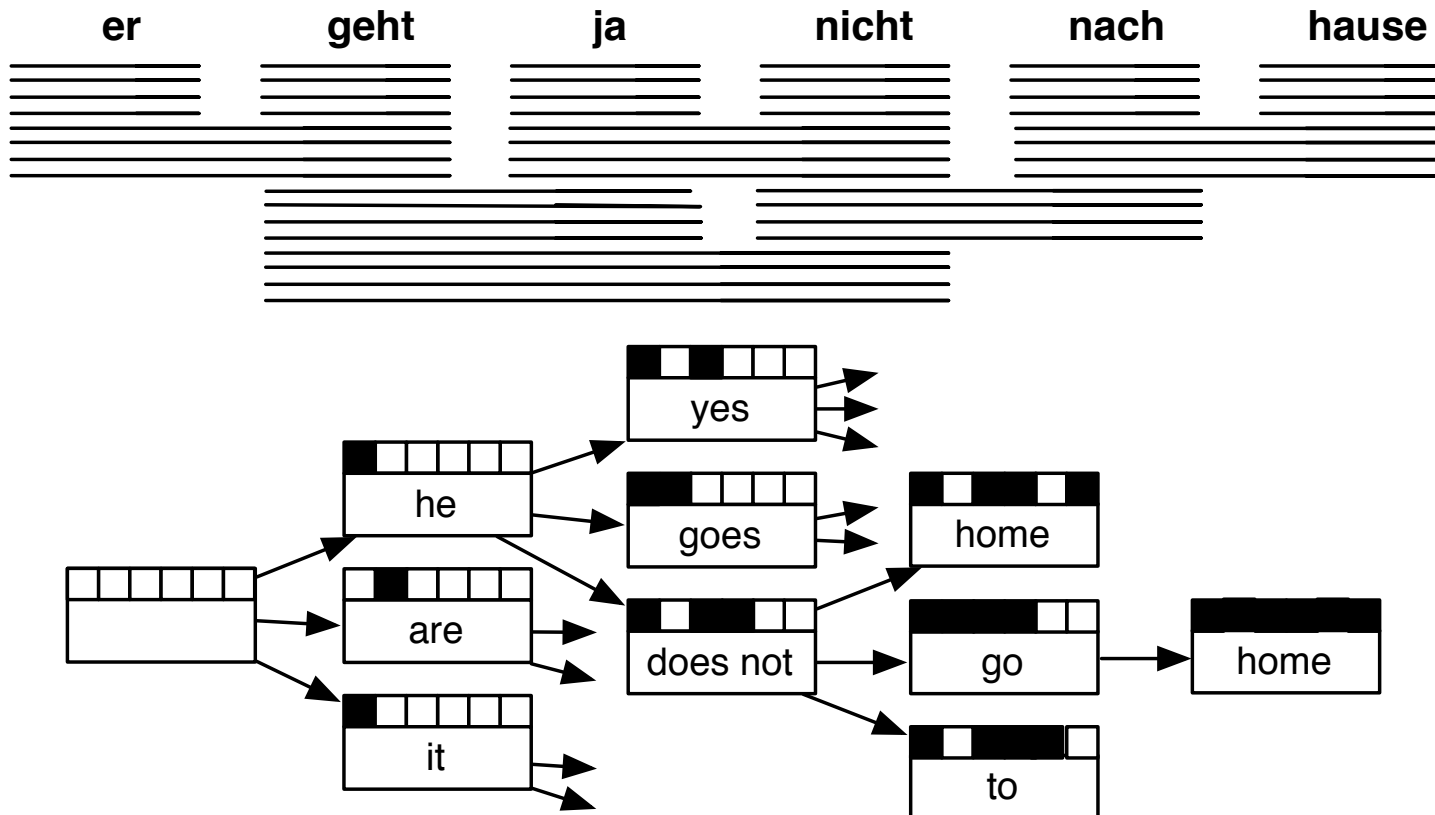 er geht ja nicht nach hause
yes
he
goes
home
are
does not
go
home
it
to